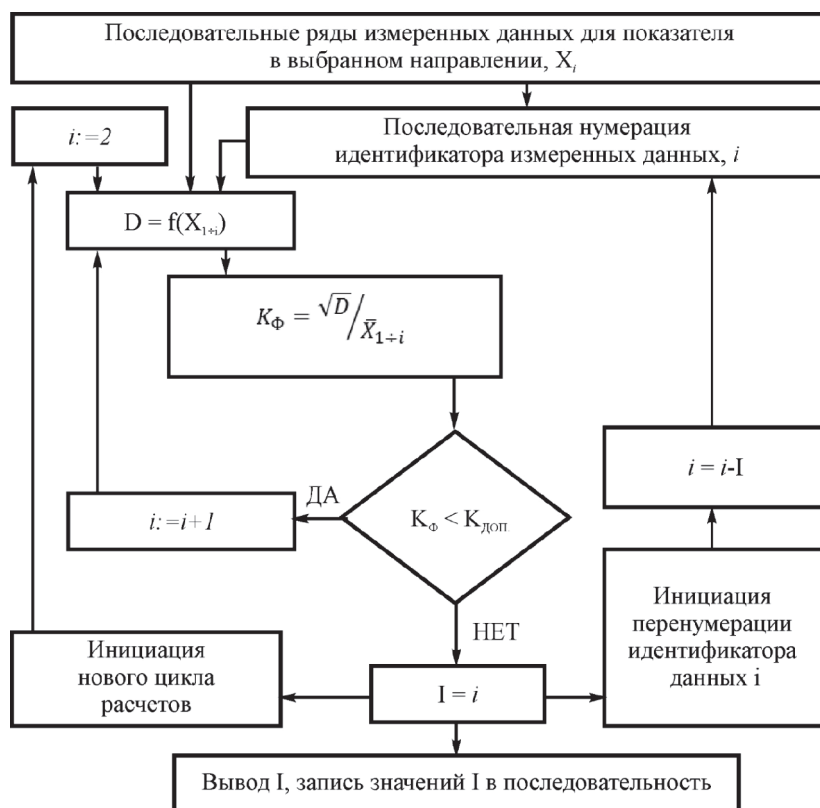 Последовательные ряды измеренных данных для показателя
в выбранном направлении, Xᵢ
i:=2
Последовательная нумерация
идентификатора измеренных данных, i
D = f(X₁÷ᵢ)
K_Ф = √D / X̄₁÷ᵢ
i = i-I
ДА
i:=i+1
K_Ф < K_ДОП.
Инициация
перенумерации
идентификатора
данных i
НЕТ
Инициация
нового цикла
расчетов
I = i
Вывод I, запись значений I в последовательность